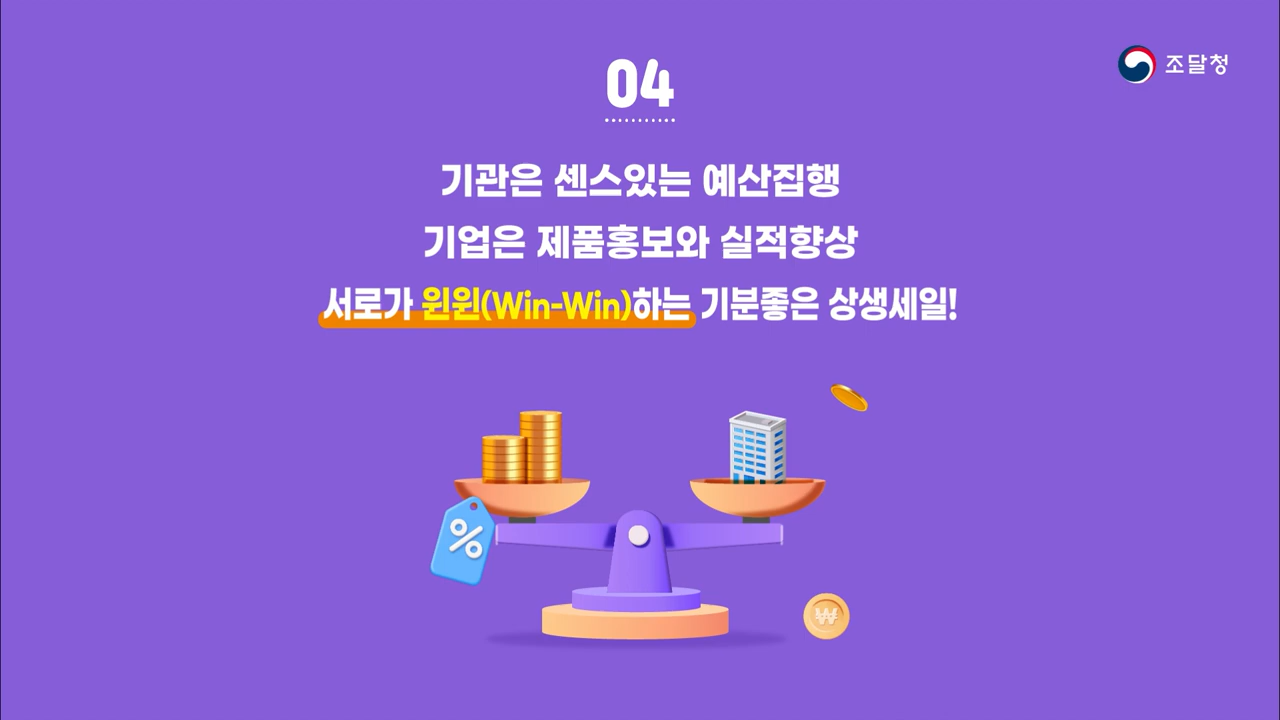 조달청
04
기관은 센스있는 예산집행
기업은 제품홍보와 실적향상
서로가 윈윈(Win-Win)하는 기분좋은 상생세일!
%
₩